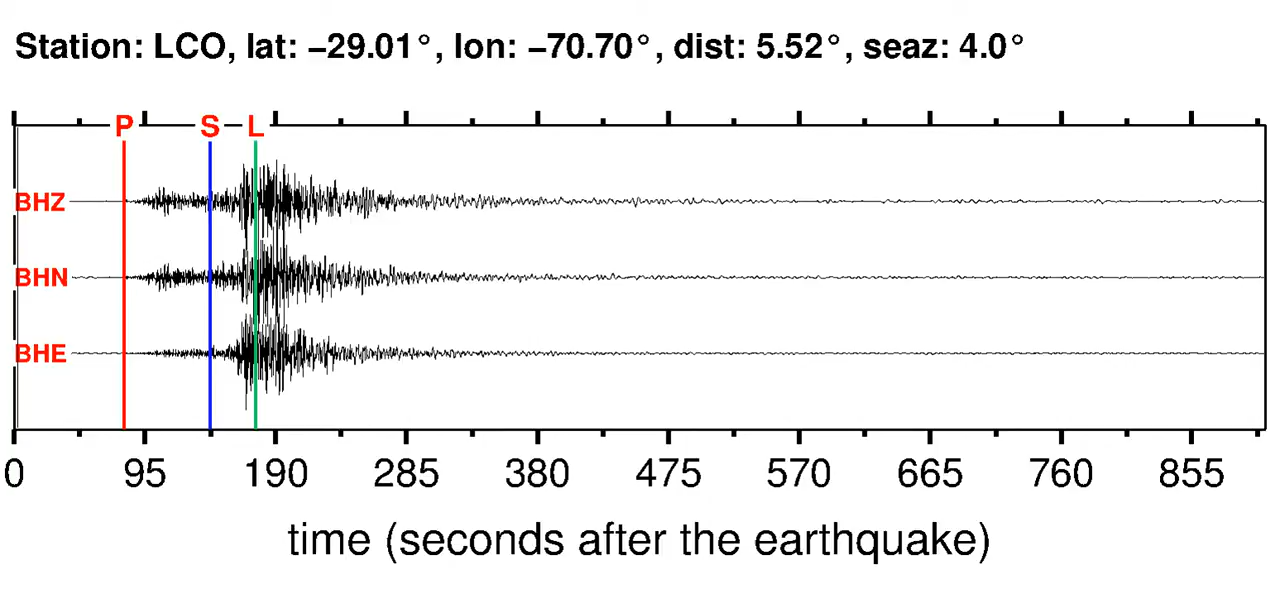 Station: LCO, lat: −29.01°, lon: −70.70°, dist: 5.52°, seaz: 4.0°
P S L
BHZ
BHN
BHE
0 95 190 285 380 475 570 665 760 855
time (seconds after the earthquake)